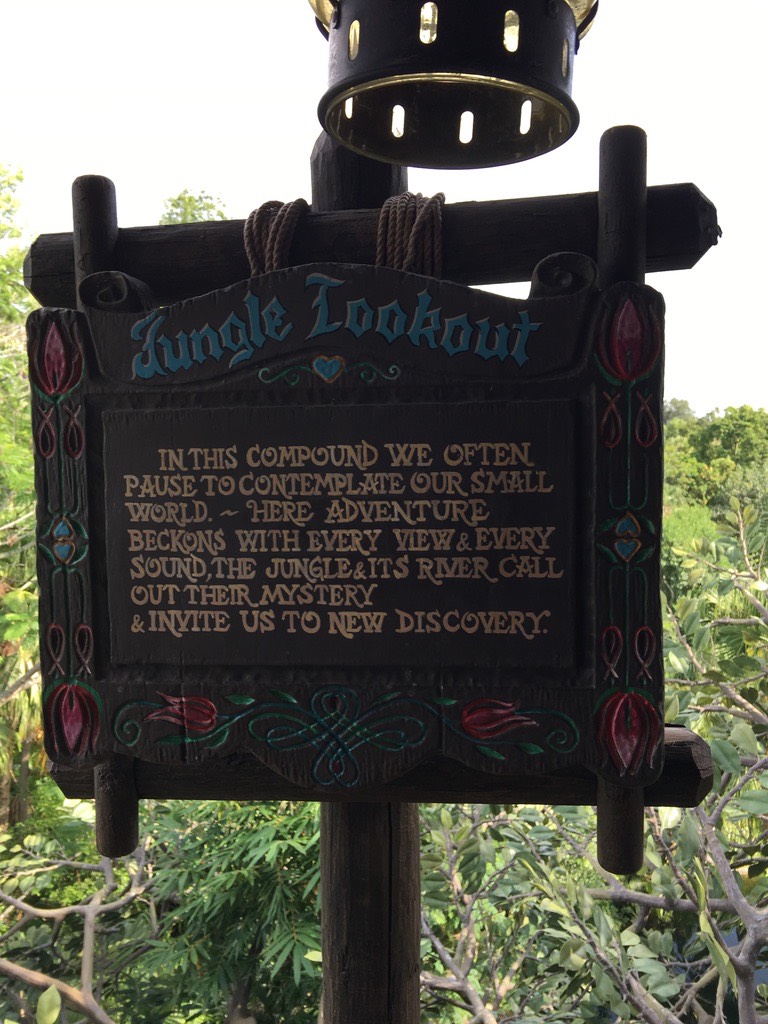 Jungle Lookout
IN THIS COMPOUND WE OFTEN
PAUSE TO CONTEMPLATE OUR SMALL
WORLD. ~ HERE ADVENTURE
BECKONS WITH EVERY VIEW & EVERY
SOUND, THE JUNGLE & ITS RIVER CALL
OUT THEIR MYSTERY
& INVITE US TO NEW DISCOVERY.